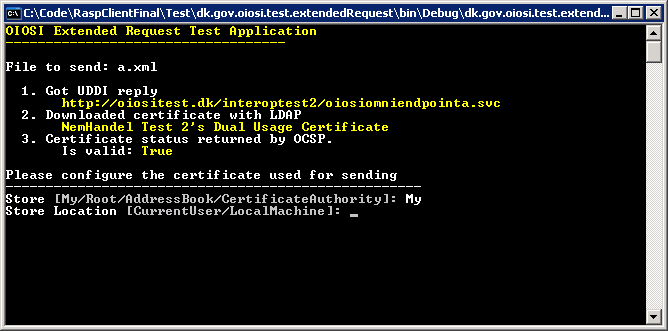 C:\Code\RaspClientFinal\Test\dk.gov.oiosi.test.extendedRequest\bin\Debug\dk.gov.oiosi.test.extend...
OIOSI Extended Request Test Application
-----------------------------------
File to send: a.xml
1. Got UDDI reply
http://oiositest.dk/interoptest2/oiosiomniendpointa.svc
2. Downloaded certificate with LDAP
NemHandel Test 2's Dual Usage Certificate
3. Certificate status returned by OCSP.
Is valid: True
Please configure the certificate used for sending
----------------------------------------------------
Store [My/Root/AddressBook/CertificateAuthority]: My
Store Location [CurrentUser/LocalMachine]: _